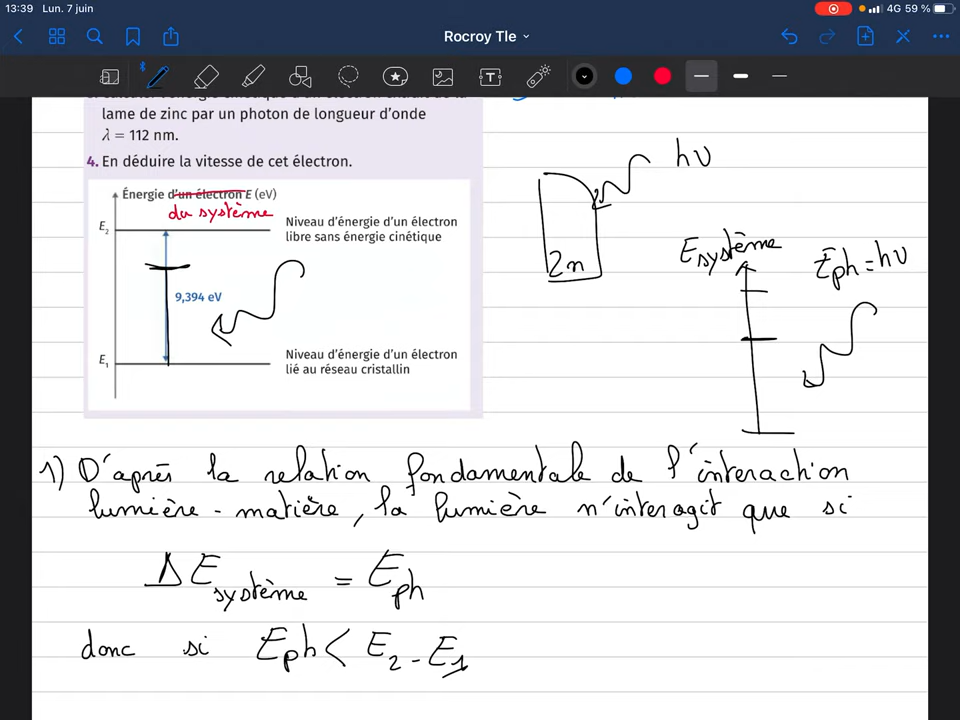 13:39 Lun. 7 juin
4G 59 %
Rocroy Tle
lame de zinc par un photon de longueur d'onde
λ = 112 nm.
4. En déduire la vitesse de cet électron.
Énergie d'un électron E (eV)
du système
E₂
Niveau d'énergie d'un électron
libre sans énergie cinétique
9,394 eV
E₁
Niveau d'énergie d'un électron
lié au réseau cristallin
hυ
Zn
E système
Eph = hυ
1) D'après la relation fondamentale de l'interaction
lumière - matière, la lumière n'interagit que si
Δ E système = Eph
donc si Eph < E₂ - E₁